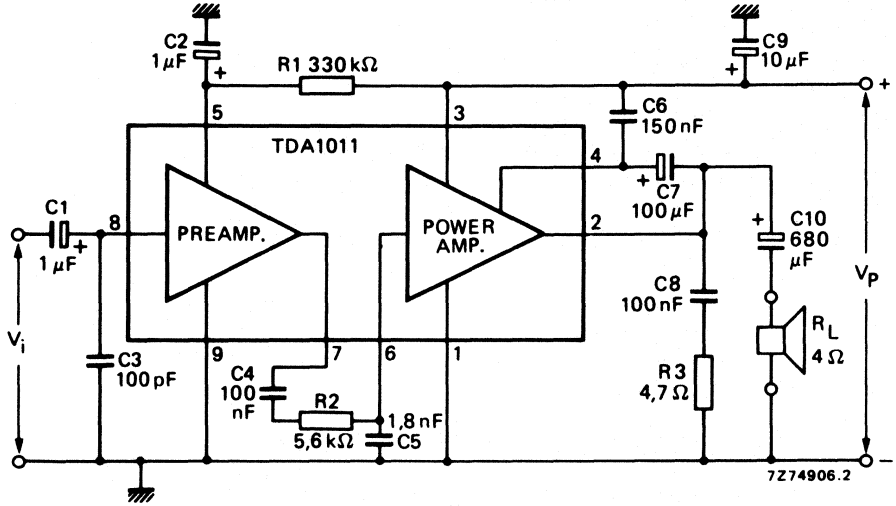 C2
1 µF
+
R1 330 kΩ
C9
10 µF
+
+
5
3
C6
150 nF
TDA1011
4
+
C7
100 µF
C1
1 µF
+
8
PREAMP.
POWER
AMP.
2
+
C10
680
µF
Vi
Vp
C8
100 nF
9
7
6
1
C3
100 pF
C4
100
nF
R2
5,6 kΩ
1,8 nF
C5
R3
4,7 Ω
RL
4 Ω
−
7Z74906.2